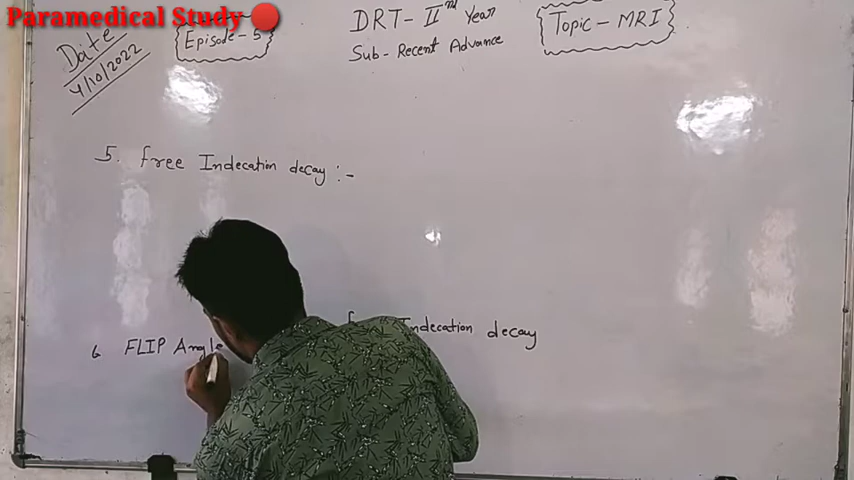 Paramedical Study
Date
4/10/2022
Episode - 5
DRT - IInd Year
Sub - Recent Advance
Topic - MRI
5. free Indecation decay :-
Indecation decay
6 FLIP Angle